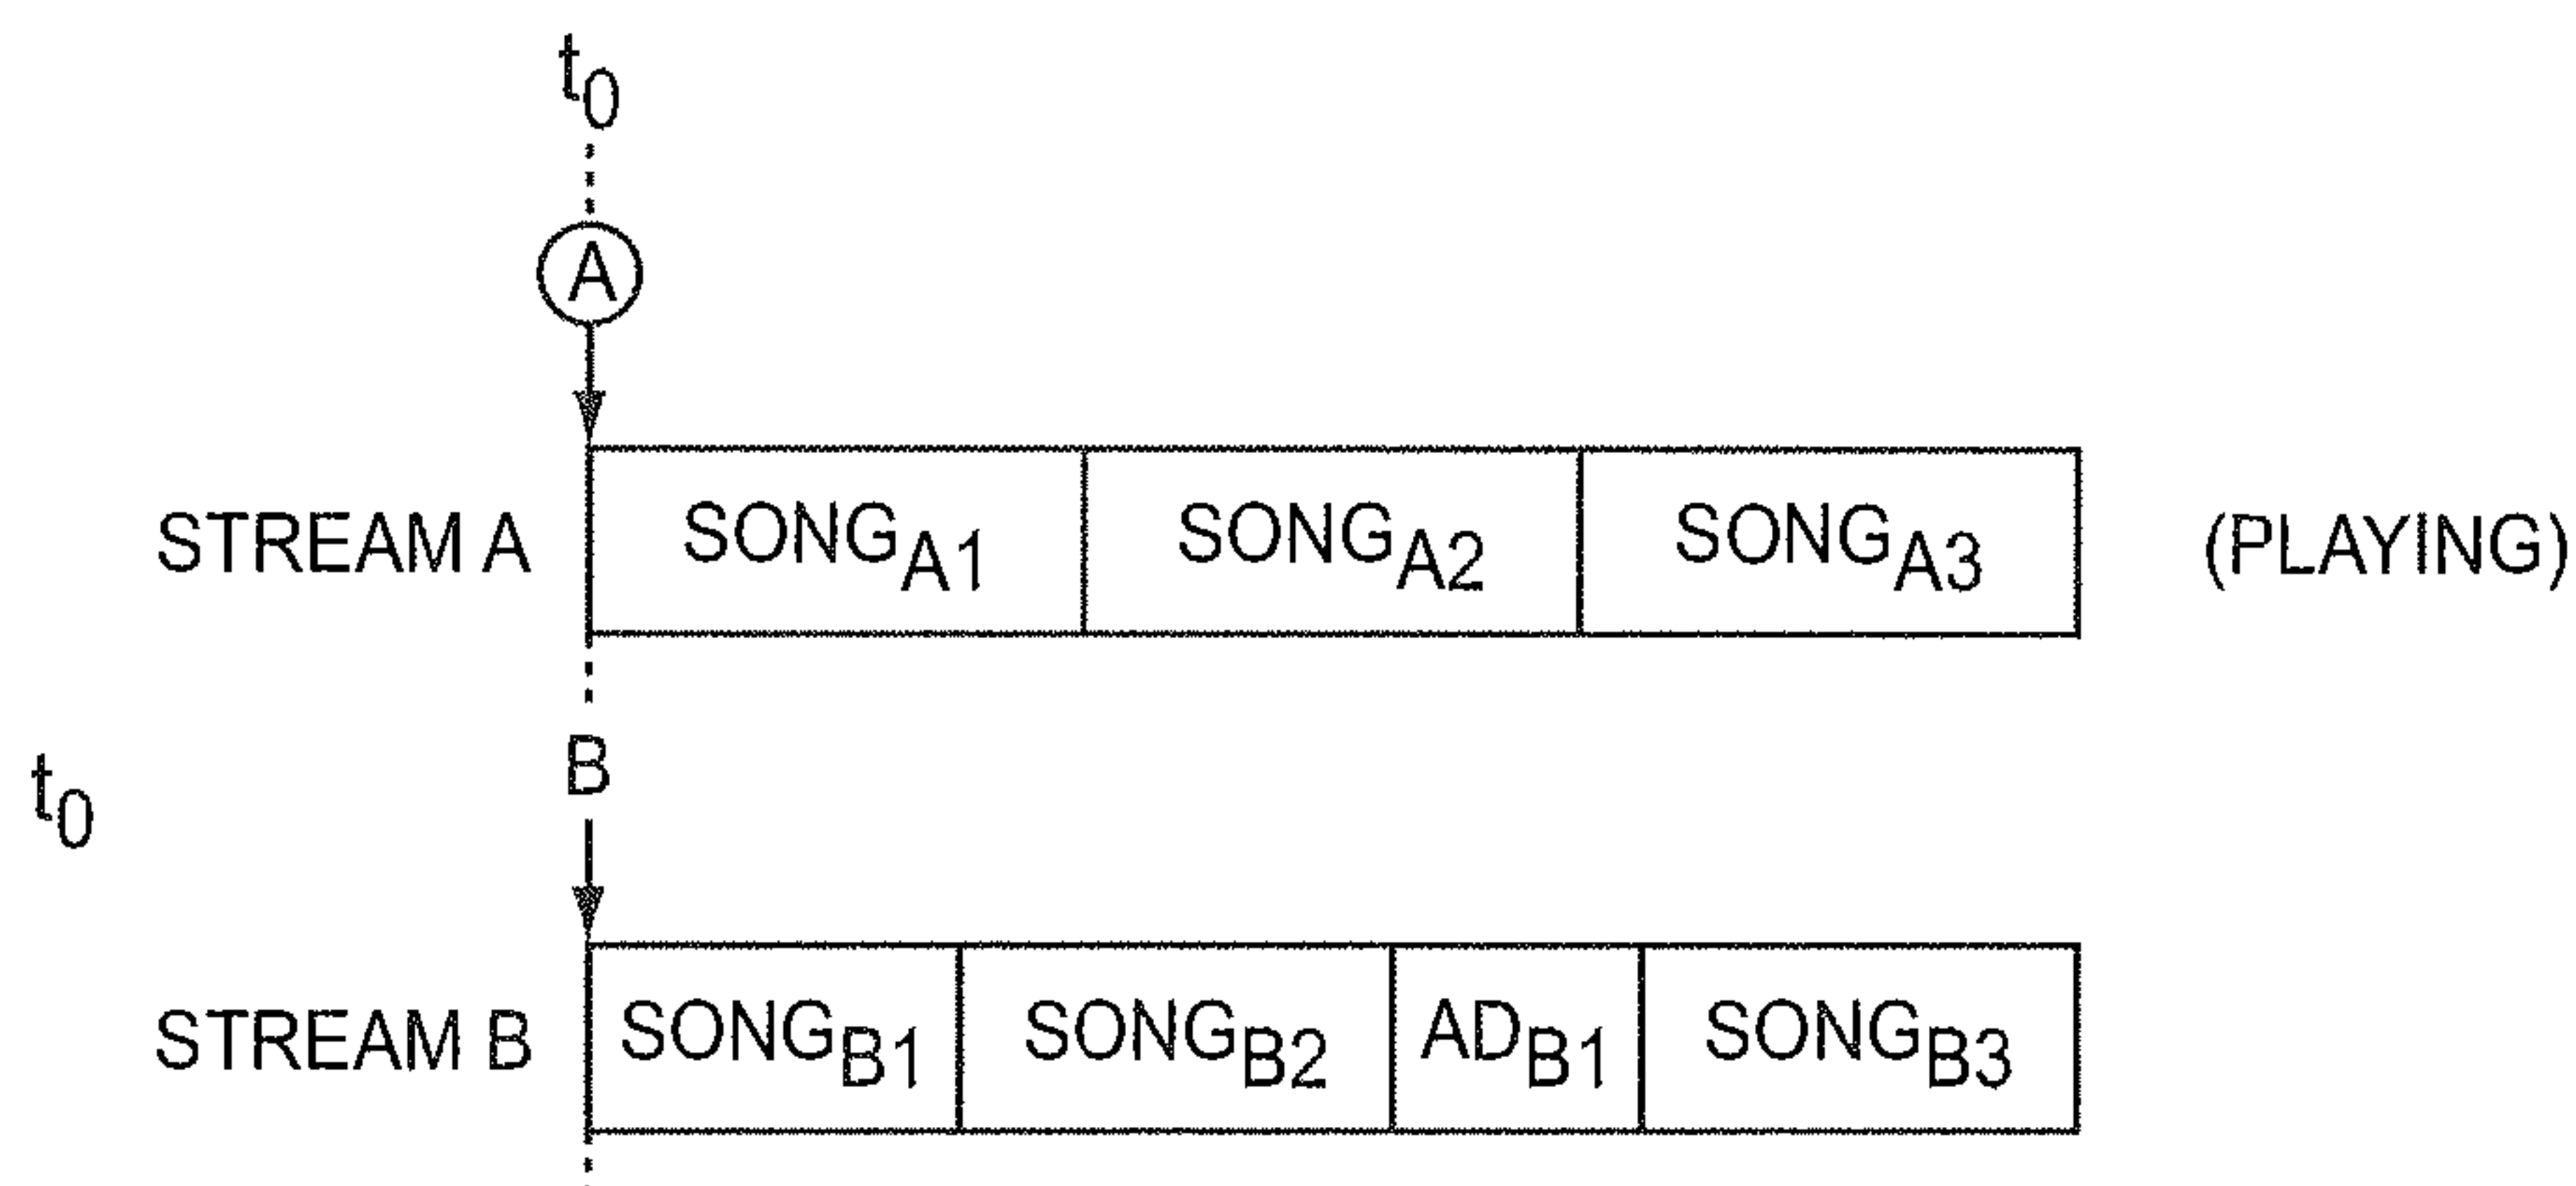 t0
A
STREAM A SONGA1 SONGA2 SONGA3 (PLAYING)
t0 B
STREAM B SONGB1 SONGB2 ADB1 SONGB3